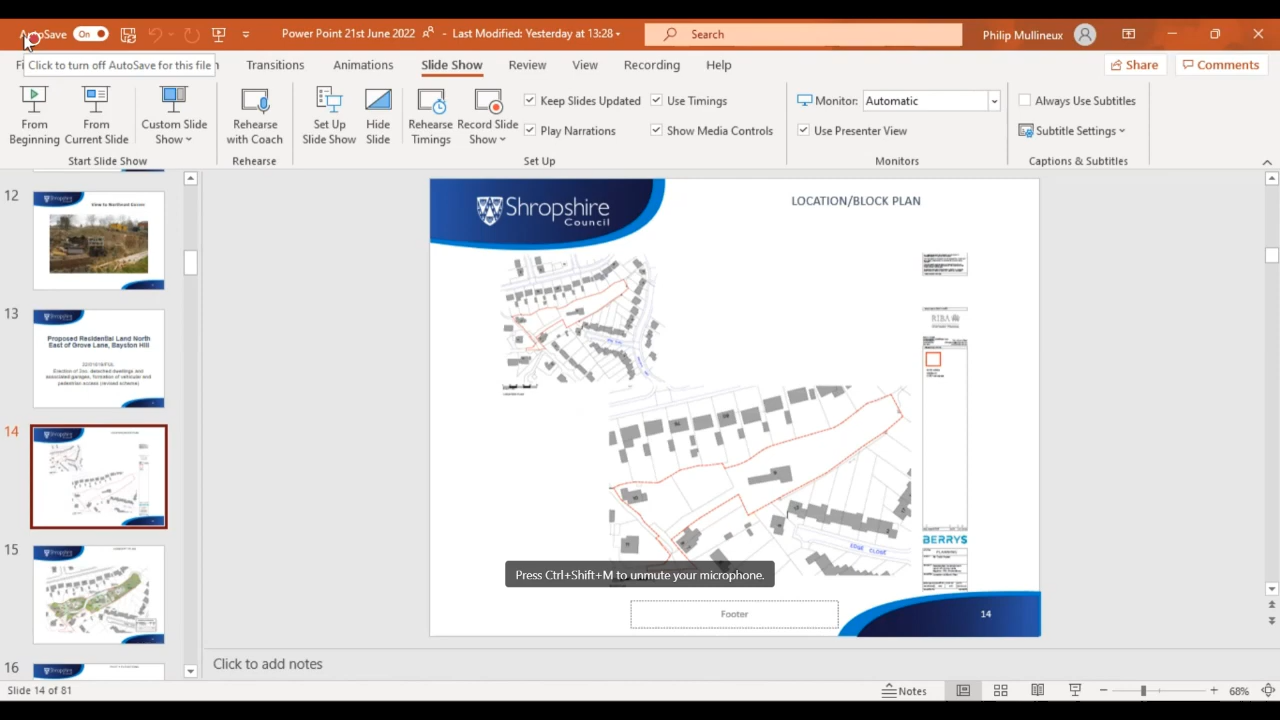 AutoSave On
Power Point 21st June 2022 - Last Modified: Yesterday at 13:28
Search
Philip Mullineux
Click to turn off AutoSave for this file
Transitions Animations Slide Show Review View Recording Help
Share Comments
From Beginning
From Current Slide
Custom Slide Show
Start Slide Show
Rehearse with Coach
Rehearse
Set Up Slide Show
Hide Slide
Rehearse Timings
Record Slide Show
Keep Slides Updated
Play Narrations
Use Timings
Show Media Controls
Set Up
Monitor: Automatic
Use Presenter View
Monitors
Always Use Subtitles
Subtitle Settings
Captions & Subtitles
12
13
Proposed Residential Land North
East of Grove Lane, Bayston Hill
14
15
16
Shropshire
Council
LOCATION/BLOCK PLAN
RIBA
EDGE CLOSE
BERRYS
PLANNING
Press Ctrl+Shift+M to unmute your microphone.
Footer
14
Click to add notes
Slide 14 of 81
Notes
68%